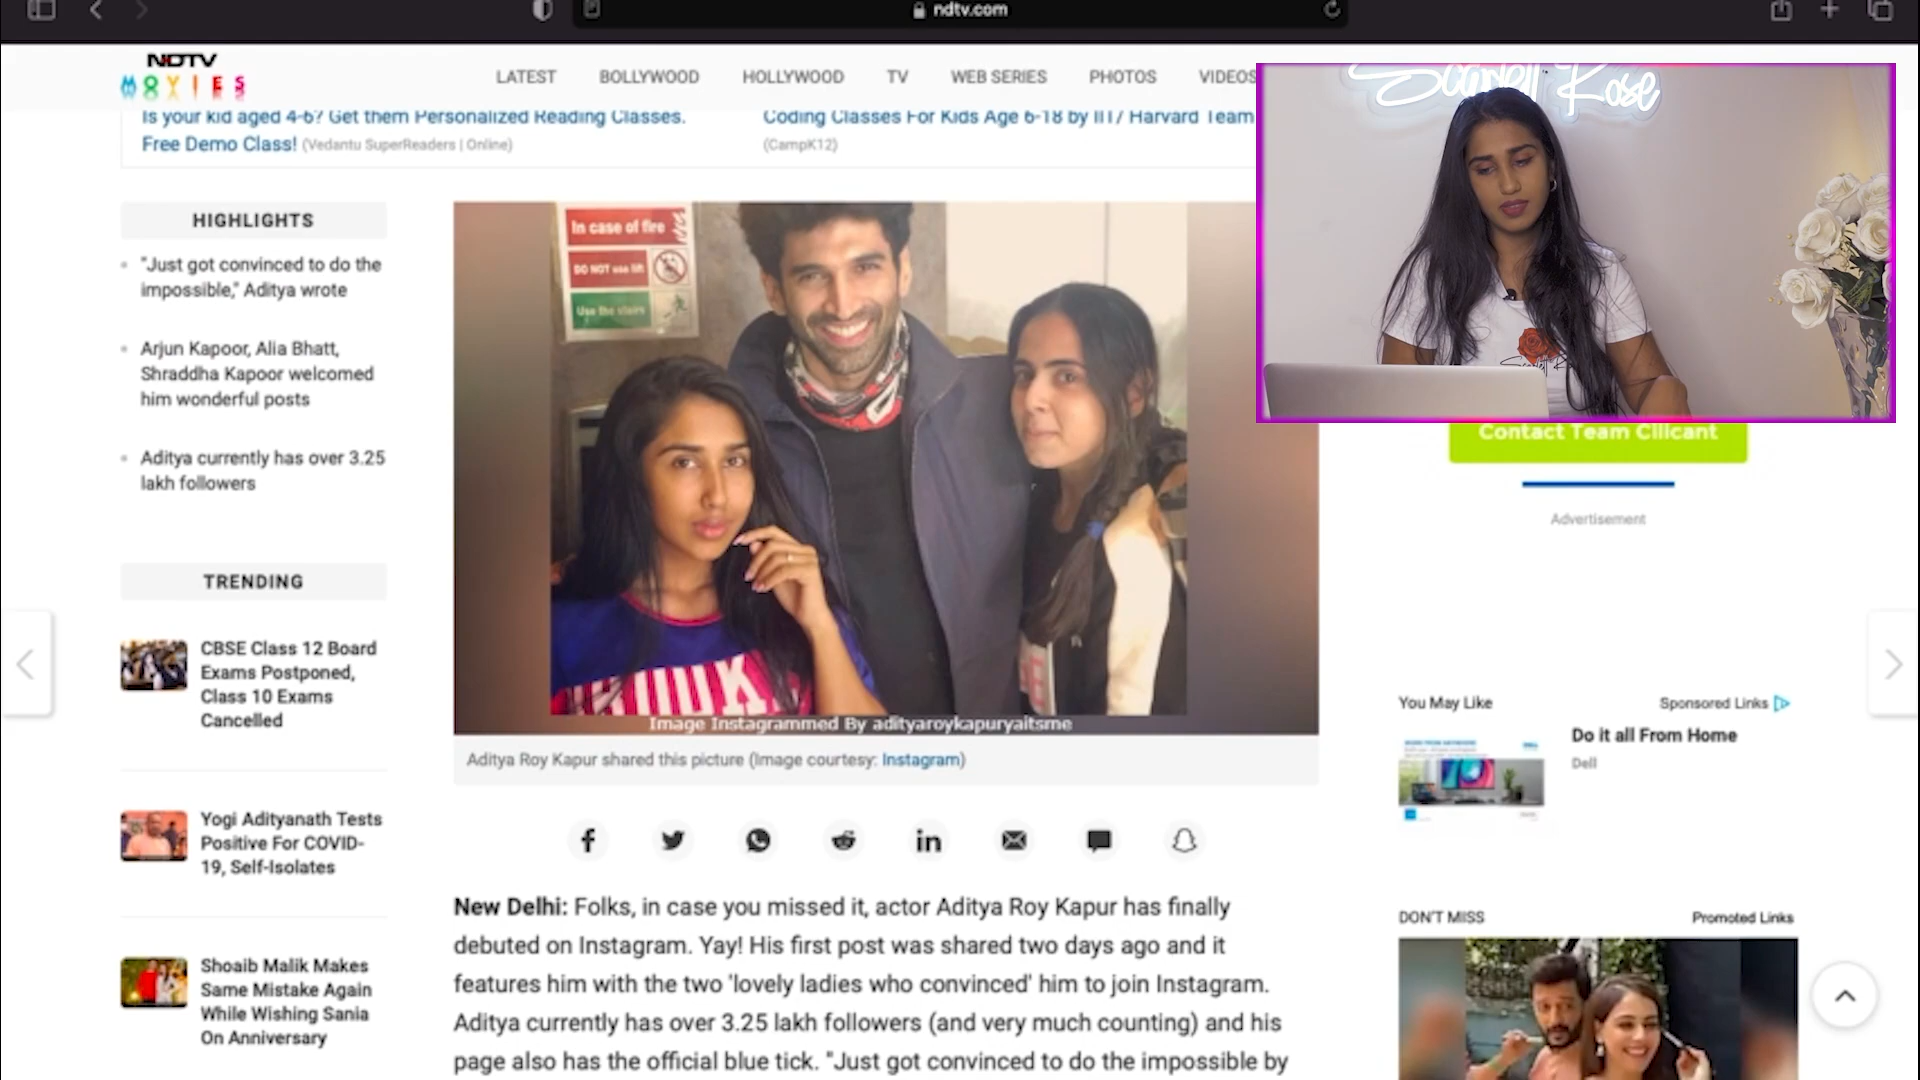 ndtv.com
NDTV
MOVIES
LATEST BOLLYWOOD HOLLYWOOD TV WEB SERIES PHOTOS VIDEOS
Is your kid aged 4-6? Get them Personalized Reading Classes.
Free Demo Class! (Vedantu SuperReaders | Online)
Coding Classes For Kids Age 6-18 by IIT/ Harvard Team
(CampK12)
Scarlett Rose
HIGHLIGHTS
"Just got convinced to do the
impossible," Aditya wrote
Arjun Kapoor, Alia Bhatt,
Shraddha Kapoor welcomed
him wonderful posts
Aditya currently has over 3.25
lakh followers
TRENDING
CBSE Class 12 Board
Exams Postponed,
Class 10 Exams
Cancelled
Yogi Adityanath Tests
Positive For COVID-
19, Self-Isolates
Shoaib Malik Makes
Same Mistake Again
While Wishing Sania
On Anniversary
In case of fire
DO NOT use lift
Use the stairs
Image Instagrammed By adityaroykapuryaitsme
Aditya Roy Kapur shared this picture (Image courtesy: Instagram)
New Delhi: Folks, in case you missed it, actor Aditya Roy Kapur has finally
debuted on Instagram. Yay! His first post was shared two days ago and it
features him with the two 'lovely ladies who convinced' him to join Instagram.
Aditya currently has over 3.25 lakh followers (and very much counting) and his
page also has the official blue tick. "Just got convinced to do the impossible by
Contact Team Cliicant
Advertisement
You May Like Sponsored Links
Do it all From Home
Dell
DON'T MISS Promoted Links